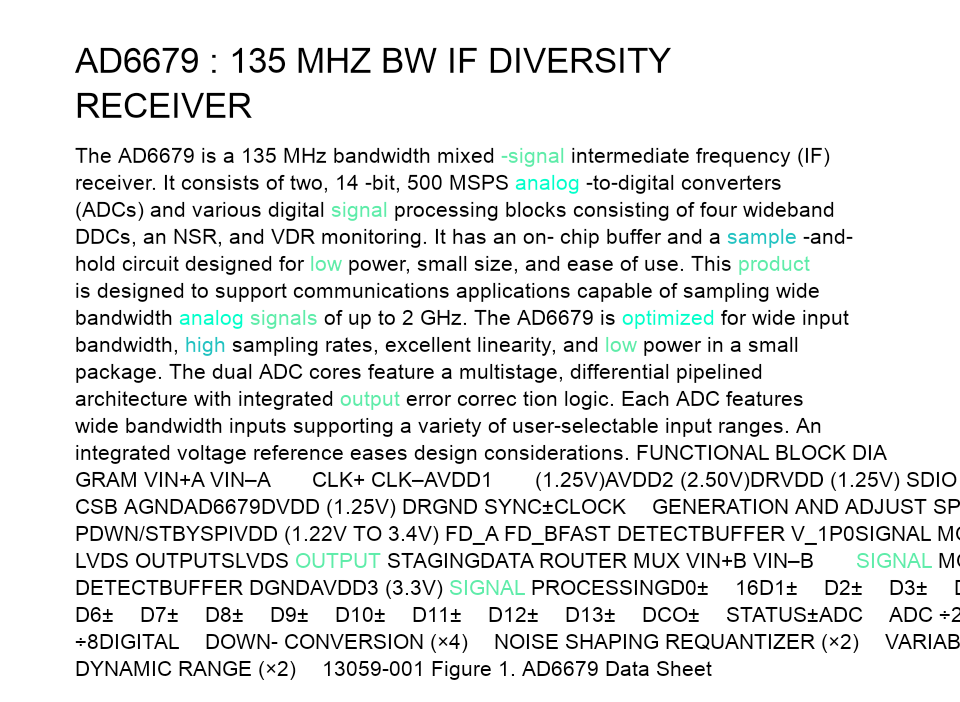 AD6679 : 135 MHZ BW IF DIVERSITY
RECEIVER
The AD6679 is a 135 MHz bandwidth mixed -signal intermediate frequency (IF)
receiver. It consists of two, 14 -bit, 500 MSPS analog -to-digital converters
(ADCs) and various digital signal processing blocks consisting of four wideband
DDCs, an NSR, and VDR monitoring. It has an on- chip buffer and a sample -and-
hold circuit designed for low power, small size, and ease of use. This product
is designed to support communications applications capable of sampling wide
bandwidth analog signals of up to 2 GHz. The AD6679 is optimized for wide input
bandwidth, high sampling rates, excellent linearity, and low power in a small
package. The dual ADC cores feature a multistage, differential pipelined
architecture with integrated output error correc tion logic. Each ADC features
wide bandwidth inputs supporting a variety of user-selectable input ranges. An
integrated voltage reference eases design considerations. FUNCTIONAL BLOCK DIA
GRAM VIN+A VIN–A CLK+ CLK–AVDD1 (1.25V)AVDD2 (2.50V)DRVDD (1.25V) SDIO
CSB AGNDAD6679DVDD (1.25V) DRGND SYNC±CLOCK GENERATION AND ADJUST SP
PDWN/STBYSPIVDD (1.22V TO 3.4V) FD_A FD_BFAST DETECTBUFFER V_1P0SIGNAL MO
LVDS OUTPUTSLVDS OUTPUT STAGINGDATA ROUTER MUX VIN+B VIN–B SIGNAL MO
DETECTBUFFER DGNDAVDD3 (3.3V) SIGNAL PROCESSINGD0± 16D1± D2± D3±
D6± D7± D8± D9± D10± D11± D12± D13± DCO± STATUS±ADC ADC ÷2
÷8DIGITAL DOWN- CONVERSION (×4) NOISE SHAPING REQUANTIZER (×2) VARIAB
DYNAMIC RANGE (×2) 13059-001 Figure 1. AD6679 Data Sheet